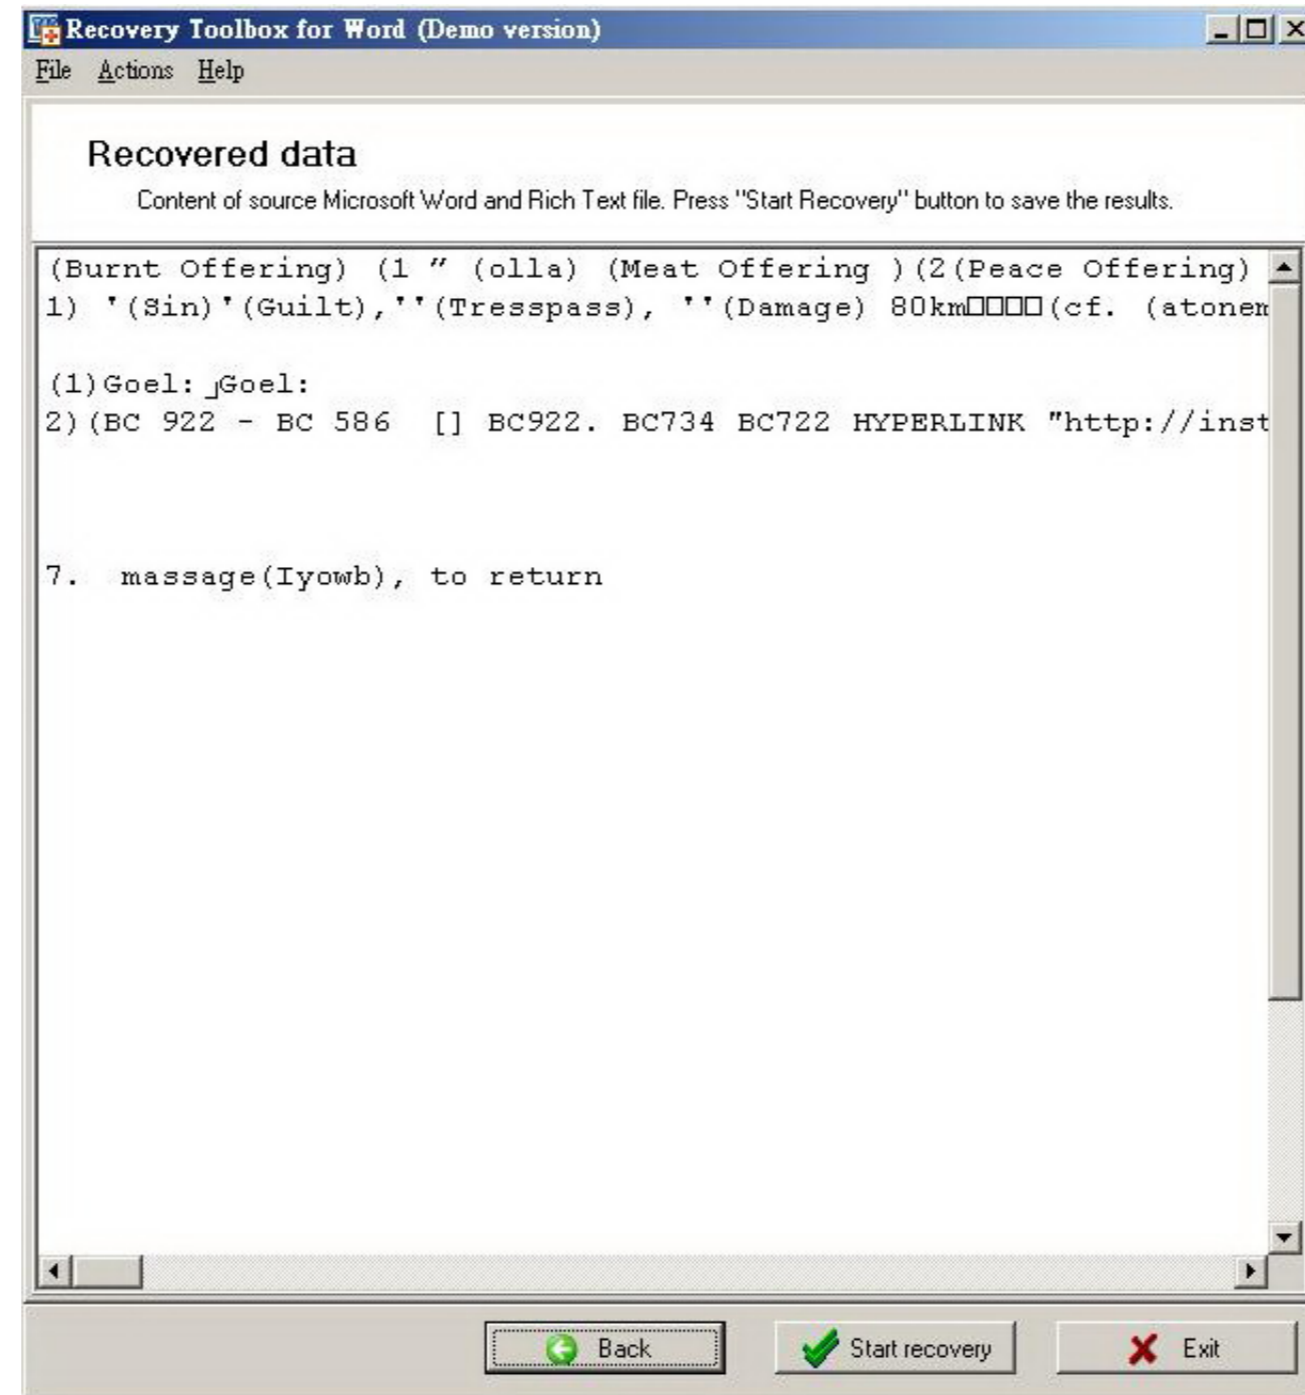 Recovery Toolbox for Word (Demo version)
File Actions Help
Recovered data
Content of source Microsoft Word and Rich Text file. Press "Start Recovery" button to save the results.
(Burnt Offering) (1 ″ (olla) (Meat Offering )(2(Peace Offering)
1) '(Sin)'(Guilt),''(Tresspass), ''(Damage) 80km□□□□(cf. (atonem
(1)Goel: ╯Goel:
2)(BC 922 - BC 586 [] BC922. BC734 BC722 HYPERLINK "http://inst
7. massage(Iyowb), to return
Back Start recovery Exit